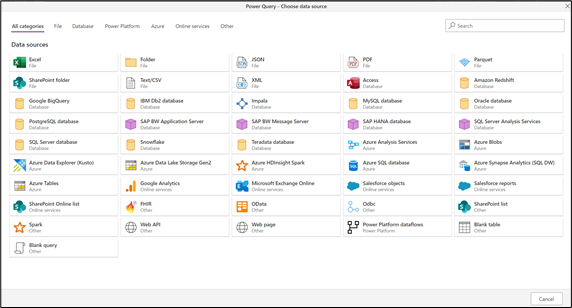 Power Query - Choose data source
All categories File Database Power Platform Azure Online services Other
Search
Data sources
Excel
File
Folder
File
JSON
File
PDF
File
Parquet
File
SharePoint folder
File
Text/CSV
File
XML
File
Access
Database
Amazon Redshift
Database
Google BigQuery
Database
IBM Db2 database
Database
Impala
Database
MySQL database
Database
Oracle database
Database
PostgreSQL database
Database
SAP BW Application Server
Database
SAP BW Message Server
Database
SAP HANA database
Database
SQL Server Analysis Services
Database
SQL Server database
Database
Snowflake
Database
Teradata database
Database
Azure Analysis Services
Azure
Azure Blobs
Azure
Azure Data Explorer (Kusto)
Azure
Azure Data Lake Storage Gen2
Azure
Azure HDInsight Spark
Azure
Azure SQL database
Azure
Azure Synapse Analytics (SQL DW)
Azure
Azure Tables
Azure
Google Analytics
Online services
Microsoft Exchange Online
Online services
Salesforce objects
Online services
Salesforce reports
Online services
SharePoint Online list
Online services
FHIR
Other
OData
Other
Odbc
Other
SharePoint list
Other
Spark
Other
Web API
Other
Web page
Other
Power Platform dataflows
Power Platform
Blank table
Other
Blank query
Other
Cancel